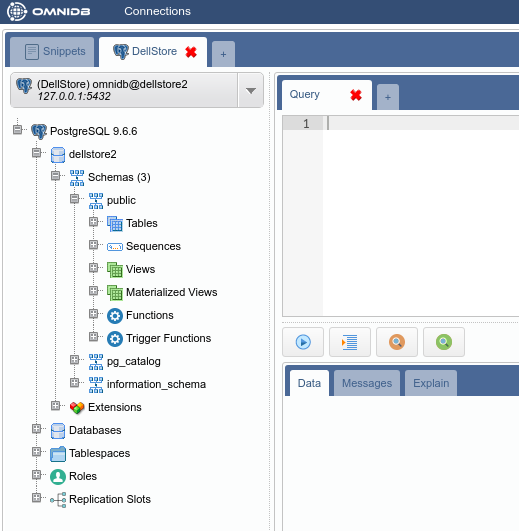 OMNIDB Connections
Snippets DellStore +
(DellStore) omnidb@dellstore2
127.0.0.1:5432
Query +
1
PostgreSQL 9.6.6
dellstore2
Schemas (3)
public
Tables
Sequences
Views
Materialized Views
Functions
Trigger Functions
pg_catalog
information_schema
Extensions
Databases
Tablespaces
Roles
Replication Slots
Data Messages Explain